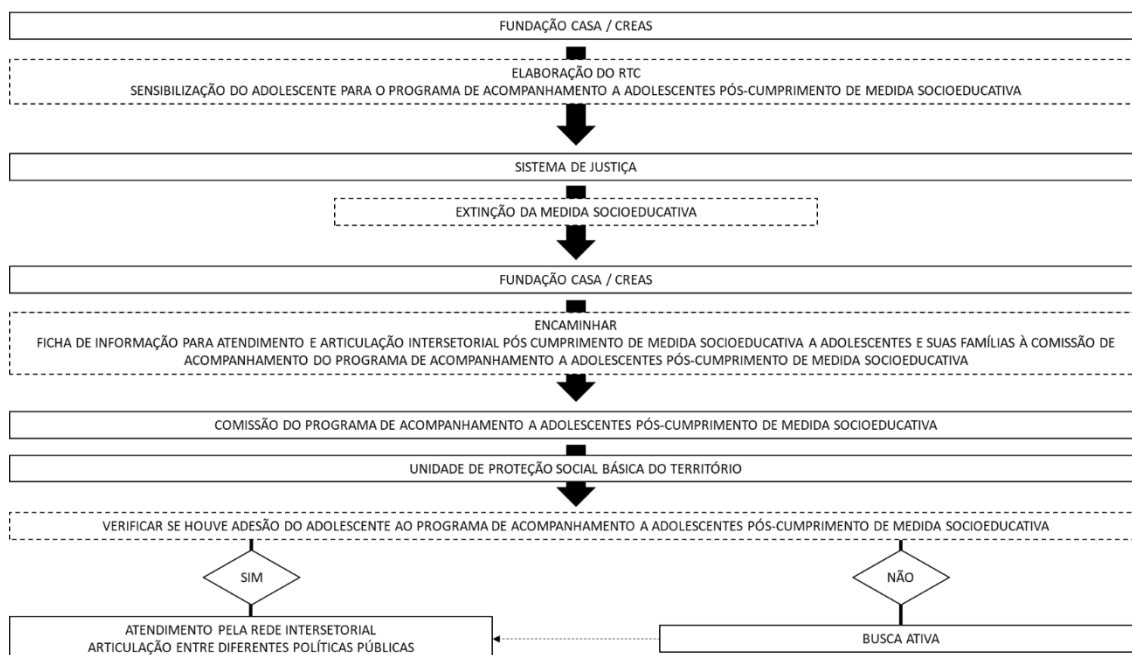 FUNDAÇÃO CASA / CREAS
ELABORAÇÃO DO RTC
SENSIBILIZAÇÃO DO ADOLESCENTE PARA O PROGRAMA DE ACOMPANHAMENTO A ADOLESCENTES PÓS-CUMPRIMENTO DE MEDIDA SOCIOEDUCATIVA
SISTEMA DE JUSTIÇA
EXTINÇÃO DA MEDIDA SOCIOEDUCATIVA
FUNDAÇÃO CASA / CREAS
ENCAMINHAR
FICHA DE INFORMAÇÃO PARA ATENDIMENTO E ARTICULAÇÃO INTERSETORIAL PÓS CUMPRIMENTO DE MEDIDA SOCIOEDUCATIVA A ADOLESCENTES E SUAS FAMÍLIAS À COMISSÃO DE
ACOMPANHAMENTO DO PROGRAMA DE ACOMPANHAMENTO A ADOLESCENTES PÓS-CUMPRIMENTO DE MEDIDA SOCIOEDUCATIVA
COMISSÃO DO PROGRAMA DE ACOMPANHAMENTO A ADOLESCENTES PÓS-CUMPRIMENTO DE MEDIDA SOCIOEDUCATIVA
UNIDADE DE PROTEÇÃO SOCIAL BÁSICA DO TERRITÓRIO
VERIFICAR SE HOUVE ADESÃO DO ADOLESCENTE AO PROGRAMA DE ACOMPANHAMENTO A ADOLESCENTES PÓS-CUMPRIMENTO DE MEDIDA SOCIOEDUCATIVA
SIM
NÃO
ATENDIMENTO PELA REDE INTERSETORIAL
ARTICULAÇÃO ENTRE DIFERENTES POLÍTICAS PÚBLICAS
BUSCA ATIVA